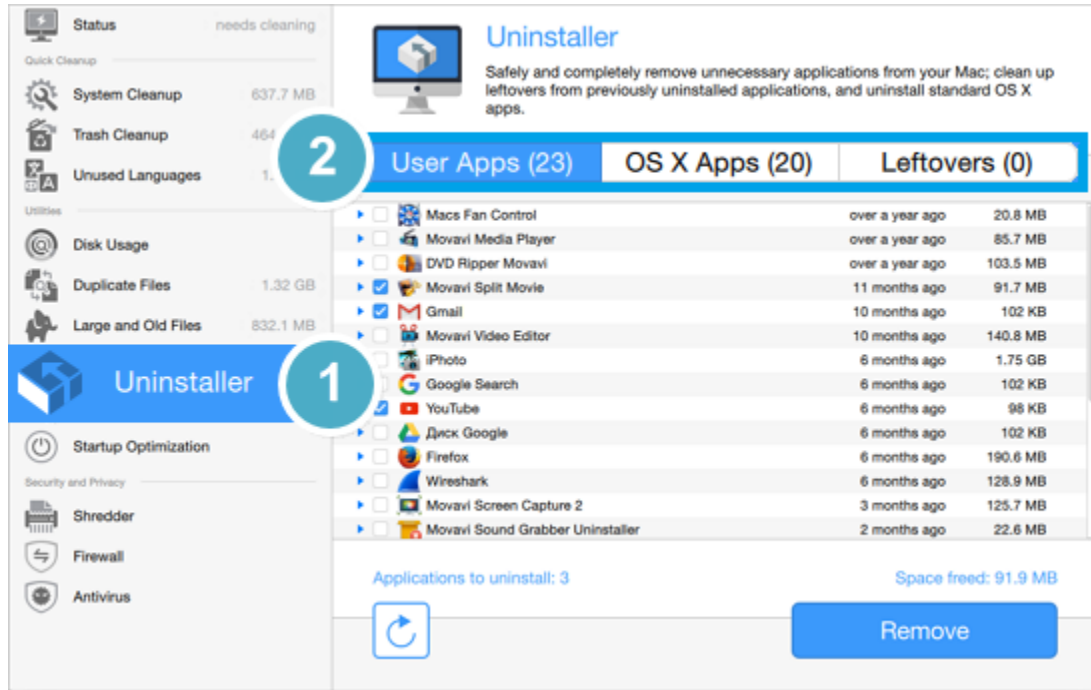 Status needs cleaning
Quick Cleanup
System Cleanup 637.7 MB
Trash Cleanup 464
Unused Languages 1.
Utilities
Disk Usage
Duplicate Files 1.32 GB
Large and Old Files 832.1 MB
Uninstaller
1
Startup Optimization
Security and Privacy
Shredder
Firewall
Antivirus
Uninstaller
Safely and completely remove unnecessary applications from your Mac; clean up
leftovers from previously uninstalled applications, and uninstall standard OS X
apps.
2
User Apps (23) OS X Apps (20) Leftovers (0)
Macs Fan Control over a year ago 20.8 MB
Movavi Media Player over a year ago 85.7 MB
DVD Ripper Movavi over a year ago 103.5 MB
Movavi Split Movie 11 months ago 91.7 MB
Gmail 10 months ago 102 KB
Movavi Video Editor 10 months ago 140.8 MB
iPhoto 6 months ago 1.75 GB
Google Search 6 months ago 102 KB
YouTube 6 months ago 98 KB
Диск Google 6 months ago 102 KB
Firefox 6 months ago 190.6 MB
Wireshark 6 months ago 128.9 MB
Movavi Screen Capture 2 3 months ago 125.7 MB
Movavi Sound Grabber Uninstaller 2 months ago 22.6 MB
Applications to uninstall: 3 Space freed: 91.9 MB
Remove